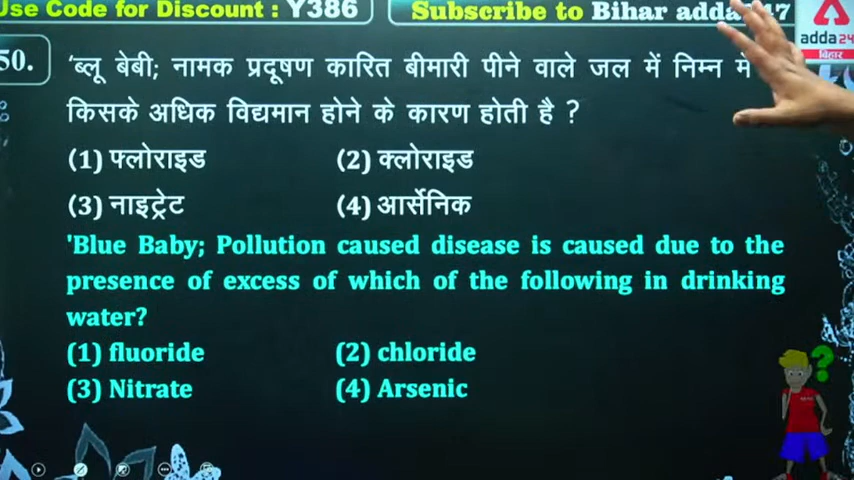 Use Code for Discount : Y386
Subscribe to Bihar adda247
adda24
बिहार
50.
'ब्लू बेबी; नामक प्रदूषण कारित बीमारी पीने वाले जल में निम्न में
किसके अधिक विद्यमान होने के कारण होती है ?
(1) फ्लोराइड (2) क्लोराइड
(3) नाइट्रेट (4) आर्सेनिक
'Blue Baby; Pollution caused disease is caused due to the
presence of excess of which of the following in drinking
water?
(1) fluoride (2) chloride
(3) Nitrate (4) Arsenic